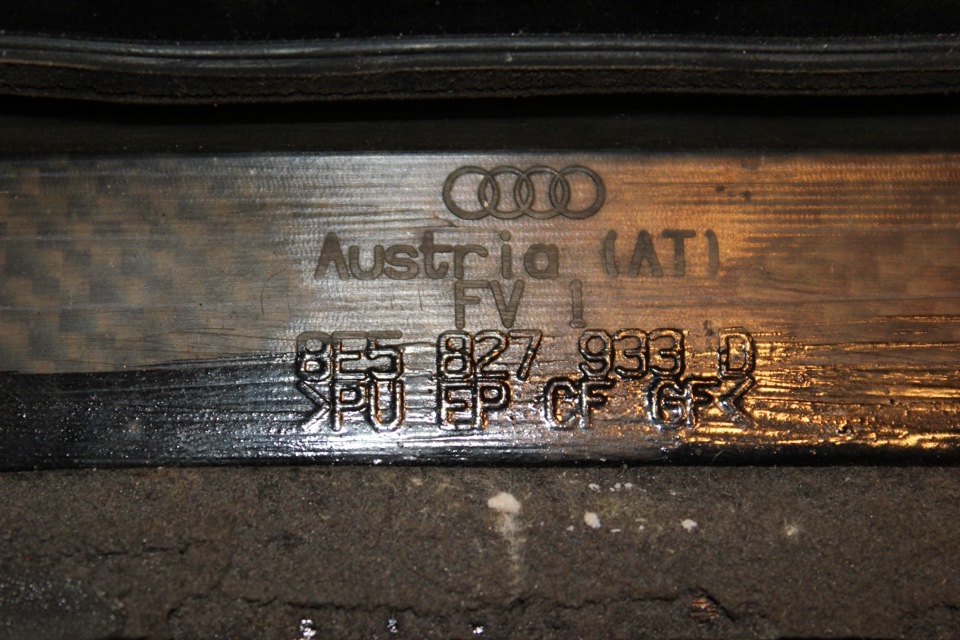 Austria (AT)
FV 1
8E5 827 933 D
>PU EP CF GF<